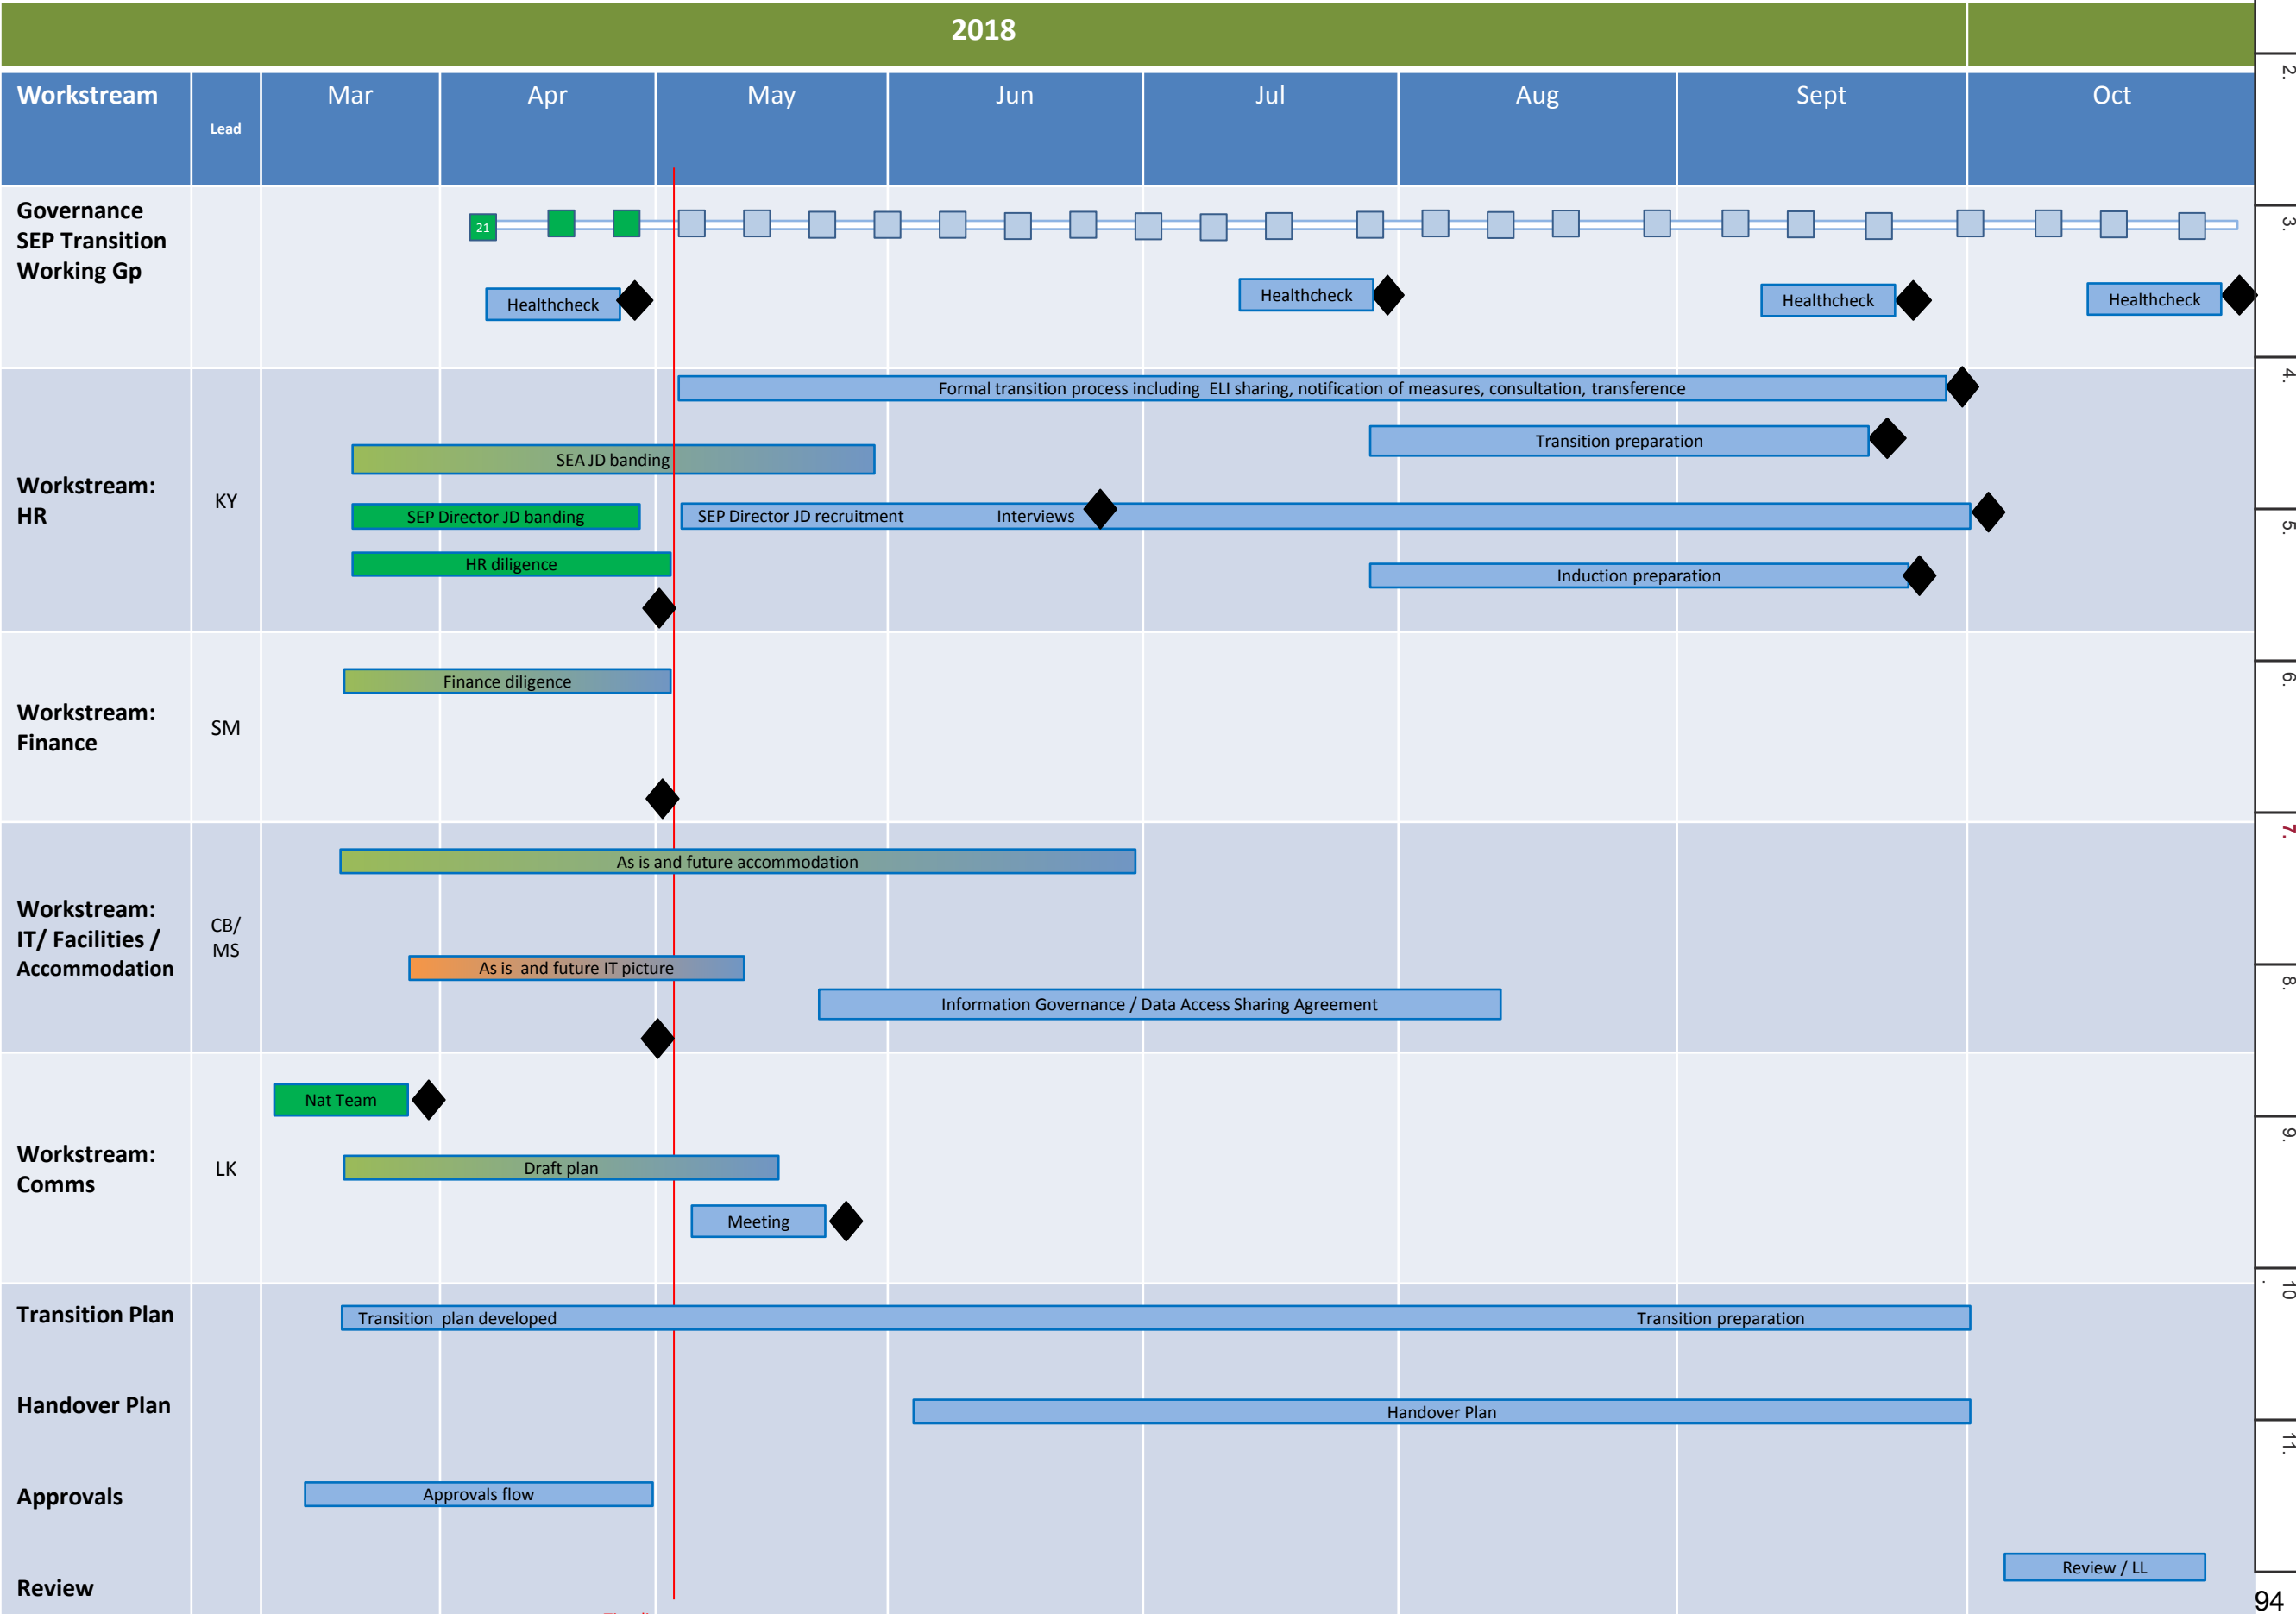 2018
Workstream
Lead
Mar
Apr
May
Jun
Jul
Aug
Sept
Oct
Governance
SEP Transition
Working Gp
21
Healthcheck
Healthcheck
Healthcheck
Healthcheck
Workstream:
HR
KY
Formal transition process including ELI sharing, notification of measures, consultation, transference
Transition preparation
SEA JD banding
SEP Director JD banding
SEP Director JD recruitment
Interviews
HR diligence
Induction preparation
Workstream:
Finance
SM
Finance diligence
Workstream:
IT/ Facilities /
Accommodation
CB/
MS
As is and future accommodation
As is and future IT picture
Information Governance / Data Access Sharing Agreement
Workstream:
Comms
LK
Nat Team
Draft plan
Meeting
Transition Plan
Transition plan developed
Transition preparation
Handover Plan
Handover Plan
Approvals
Approvals flow
Review
Review / LL
2.
3.
4.
5.
6.
7.
8.
9.
10
.
11.
94